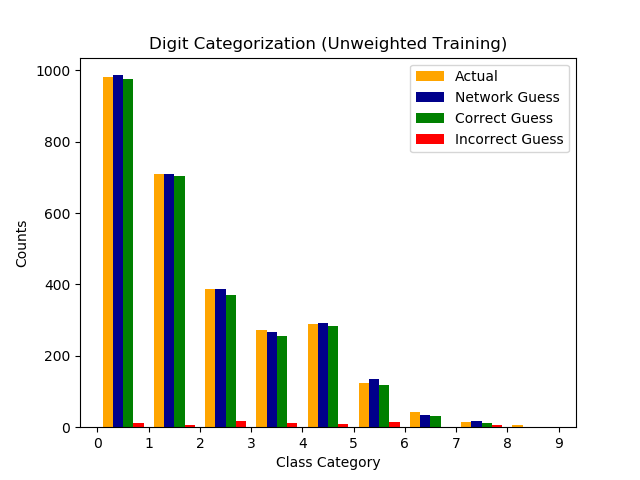 Digit Categorization (Unweighted Training)
Actual
Network Guess
Correct Guess
Incorrect Guess
1000
800
600
400
200
0
Counts
0 1 2 3 4 5 6 7 8 9
Class Category